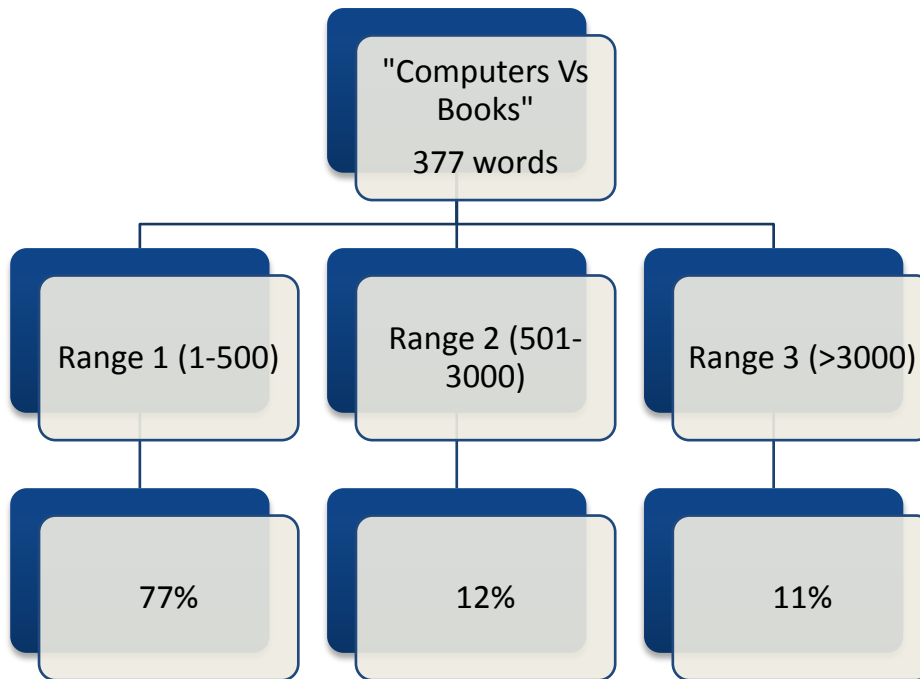 "Computers Vs
Books"
377 words
Range 1 (1-500)
Range 2 (501-
3000)
Range 3 (>3000)
77%
12%
11%